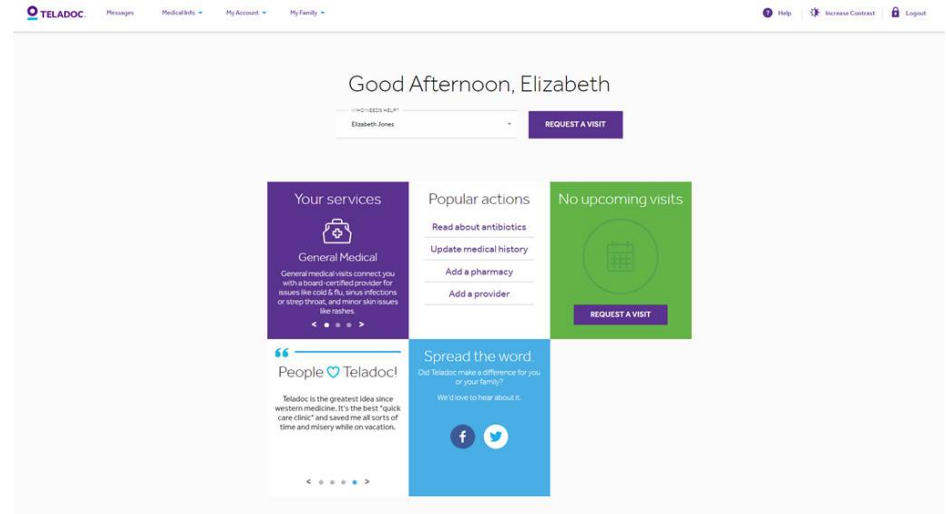 TELADOC.
Messages
Medical Info
My Account
My Family
Help
Increase Contrast
Logout
Good Afternoon, Elizabeth
WHO NEEDS HELP?
Elizabeth Jones
REQUEST A VISIT
Your services
General Medical
General medical visits connect you
with a board-certified provider for
issues like cold & flu, sinus infections
or strep throat, and minor skin issues
like rashes.
Popular actions
Read about antibiotics
Update medical history
Add a pharmacy
Add a provider
No upcoming visits
REQUEST A VISIT
People ♡ Teladoc!
Teladoc is the greatest idea since
western medicine. It's the best "quick
care clinic" and saved me all sorts of
time and misery while on vacation.
Spread the word.
Did Teladoc make a difference for you
or your family?
We'd love to hear about it.